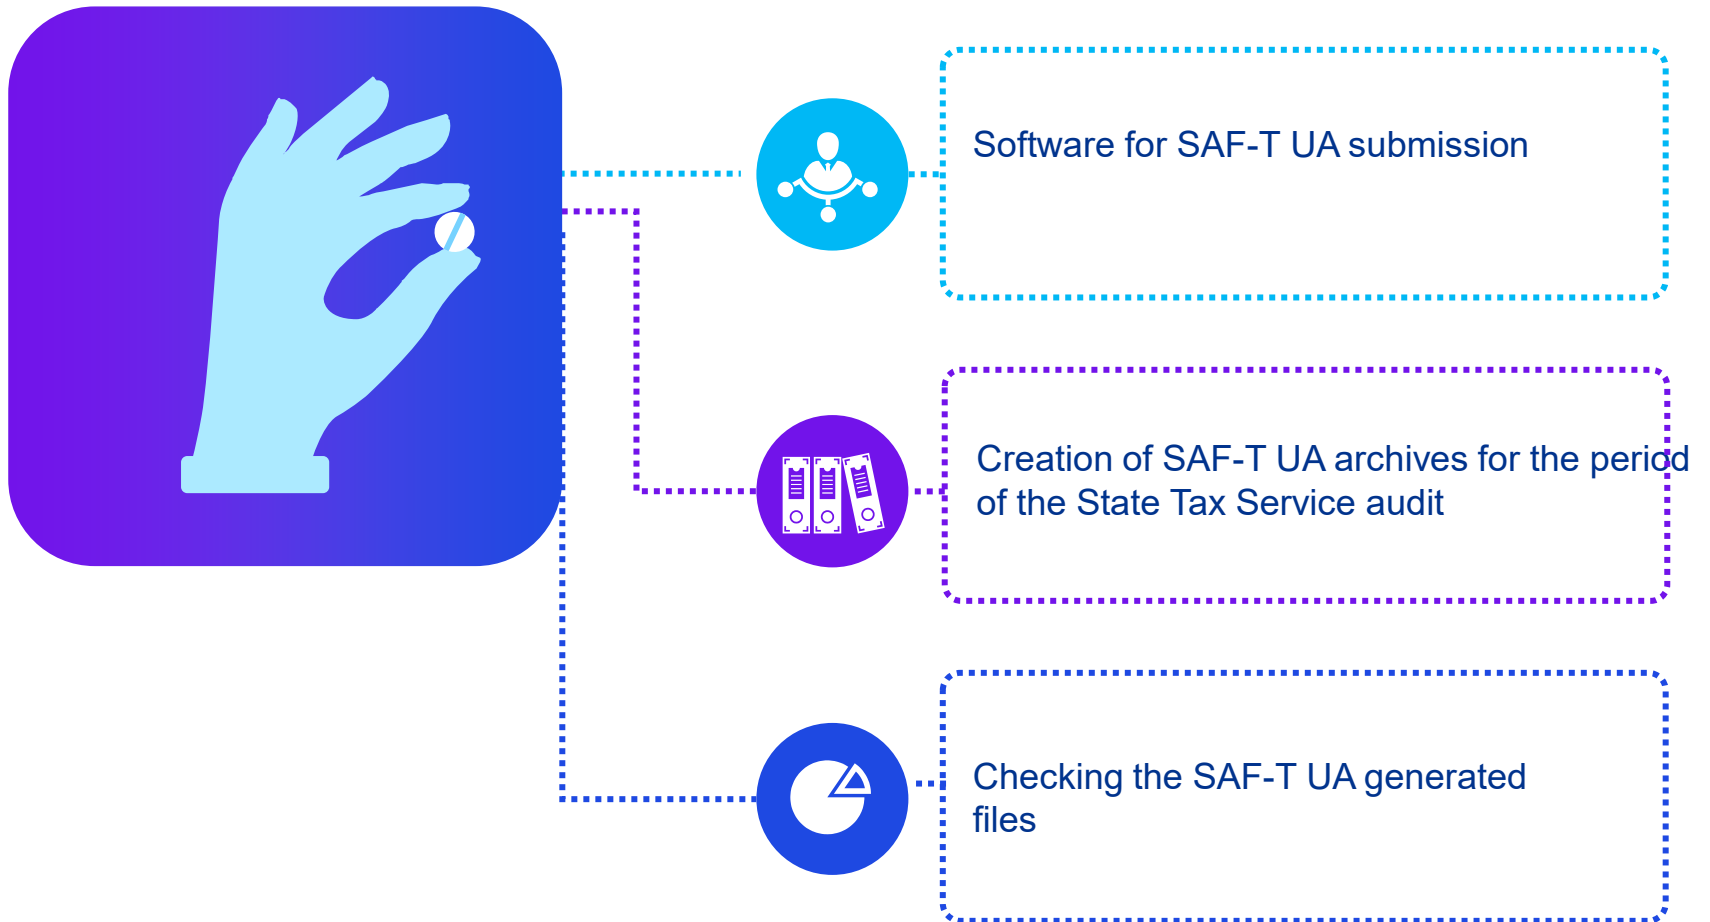 Software for SAF-T UA submission
Creation of SAF-T UA archives for the period
of the State Tax Service audit
Checking the SAF-T UA generated
files